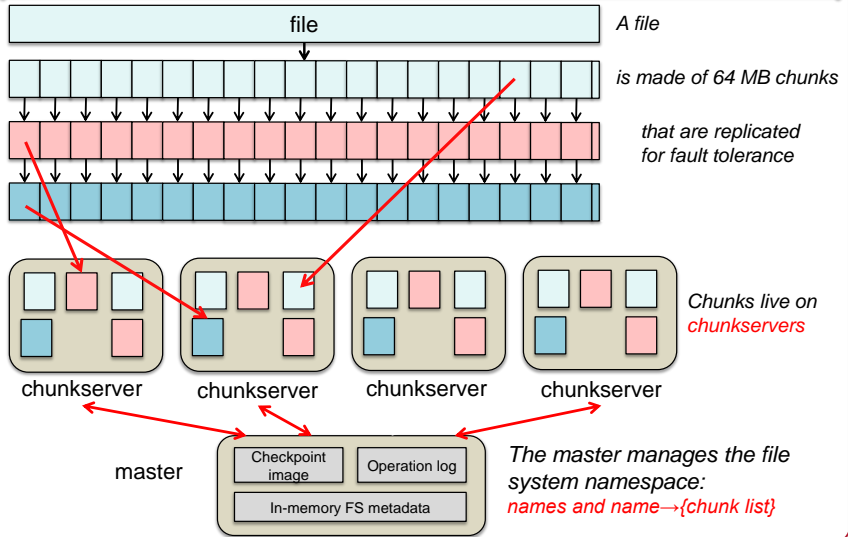 file
A file
is made of 64 MB chunks
that are replicated
for fault tolerance
Chunks live on
chunkservers
chunkserver
chunkserver
chunkserver
chunkserver
master
Checkpoint
image
Operation log
In-memory FS metadata
The master manages the file
system namespace:
names and name→{chunk list}